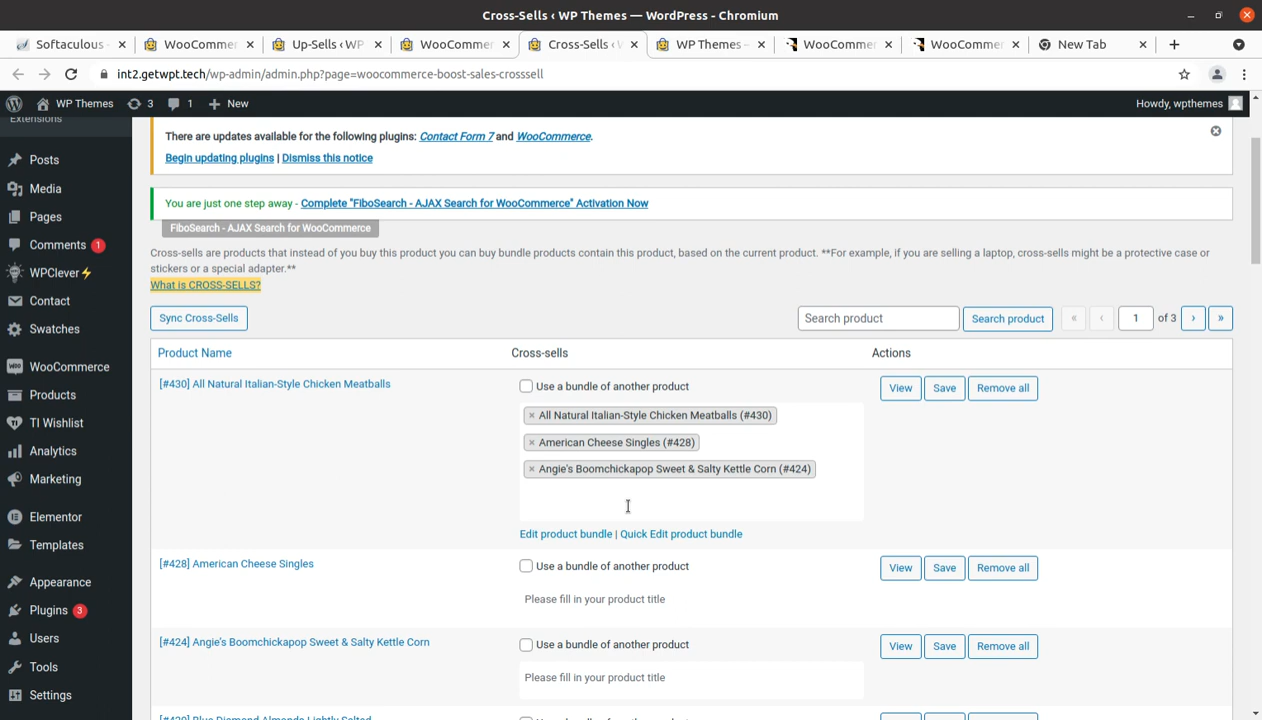 Cross-Sells ‹ WP Themes — WordPress - Chromium
Softaculous
WooCommer
Up-Sells ‹ WP
WooCommer
Cross-Sells ‹ W
WP Themes –
WooCommer
WooCommer
New Tab
int2.getwpt.tech/wp-admin/admin.php?page=woocommerce-boost-sales-crosssell
WP Themes 3 1 New
Howdy, wpthemes
Extensions
Posts
Media
Pages
Comments 1
WPClever⚡
Contact
Swatches
WooCommerce
Products
TI Wishlist
Analytics
Marketing
Elementor
Templates
Appearance
Plugins 3
Users
Tools
Settings
There are updates available for the following plugins: Contact Form 7 and WooCommerce.
Begin updating plugins | Dismiss this notice
You are just one step away - Complete "FiboSearch - AJAX Search for WooCommerce" Activation Now
FiboSearch - AJAX Search for WooCommerce
Cross-sells are products that instead of you buy this product you can buy bundle products contain this product, based on the current product. **For example, if you are selling a laptop, cross-sells might be a protective case or
stickers or a special adapter.**
What is CROSS-SELLS?
Sync Cross-Sells
Search product
Search product
« ‹ 1 of 3 › »
Product Name Cross-sells Actions
[#430] All Natural Italian-Style Chicken Meatballs
Use a bundle of another product
View Save Remove all
× All Natural Italian-Style Chicken Meatballs (#430)
× American Cheese Singles (#428)
× Angie's Boomchickapop Sweet & Salty Kettle Corn (#424)
Edit product bundle | Quick Edit product bundle
[#428] American Cheese Singles
Use a bundle of another product
View Save Remove all
Please fill in your product title
[#424] Angie's Boomchickapop Sweet & Salty Kettle Corn
Use a bundle of another product
View Save Remove all
Please fill in your product title